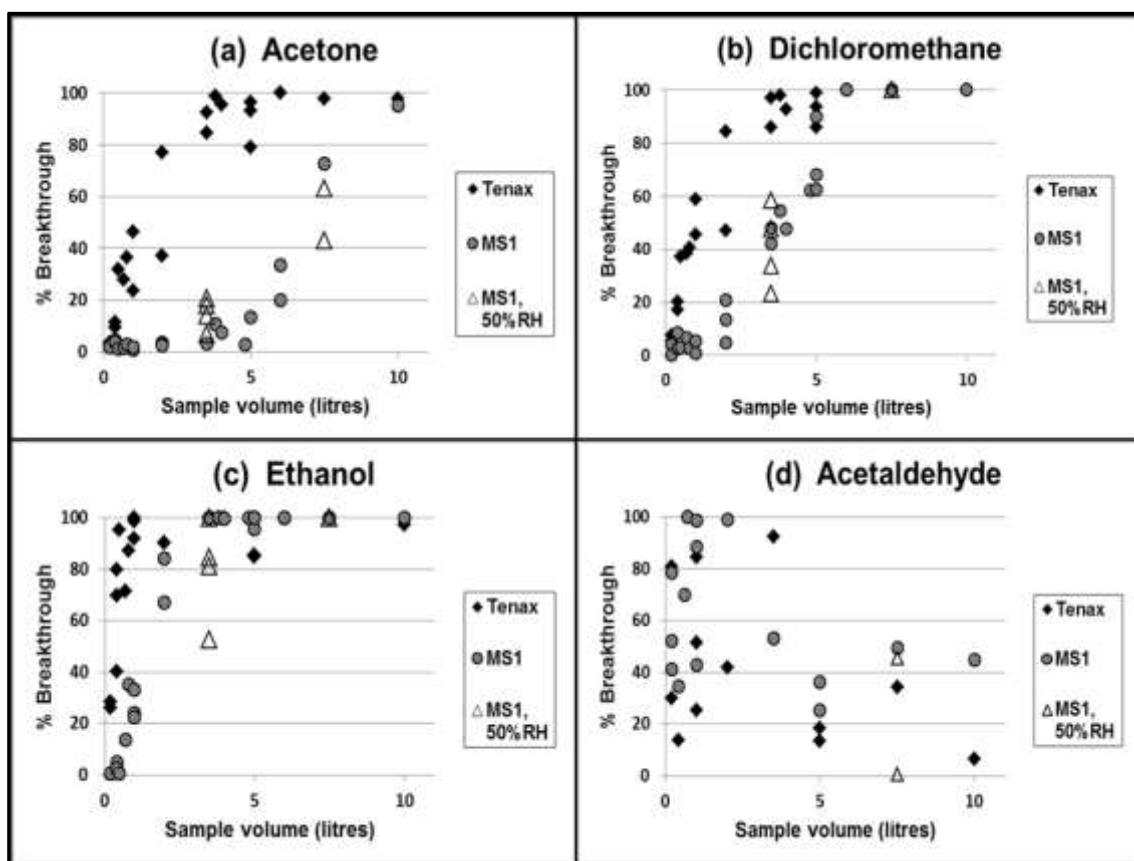 (a) Acetone
% Breakthrough
100
80
60
40
20
0
0
5
10
Sample volume (litres)
Tenax
MS1
MS1,
50%RH
(b) Dichloromethane
% Breakthrough
100
80
60
40
20
0
0
5
10
Sample volume (litres)
Tenax
MS1
MS1,
50%RH
(c) Ethanol
% Breakthrough
100
80
60
40
20
0
0
5
10
Sample volume (litres)
Tenax
MS1
MS1,
50%RH
(d) Acetaldehyde
% Breakthrough
100
80
60
40
20
0
0
5
10
Sample volume (litres)
Tenax
MS1
MS1,
50%RH